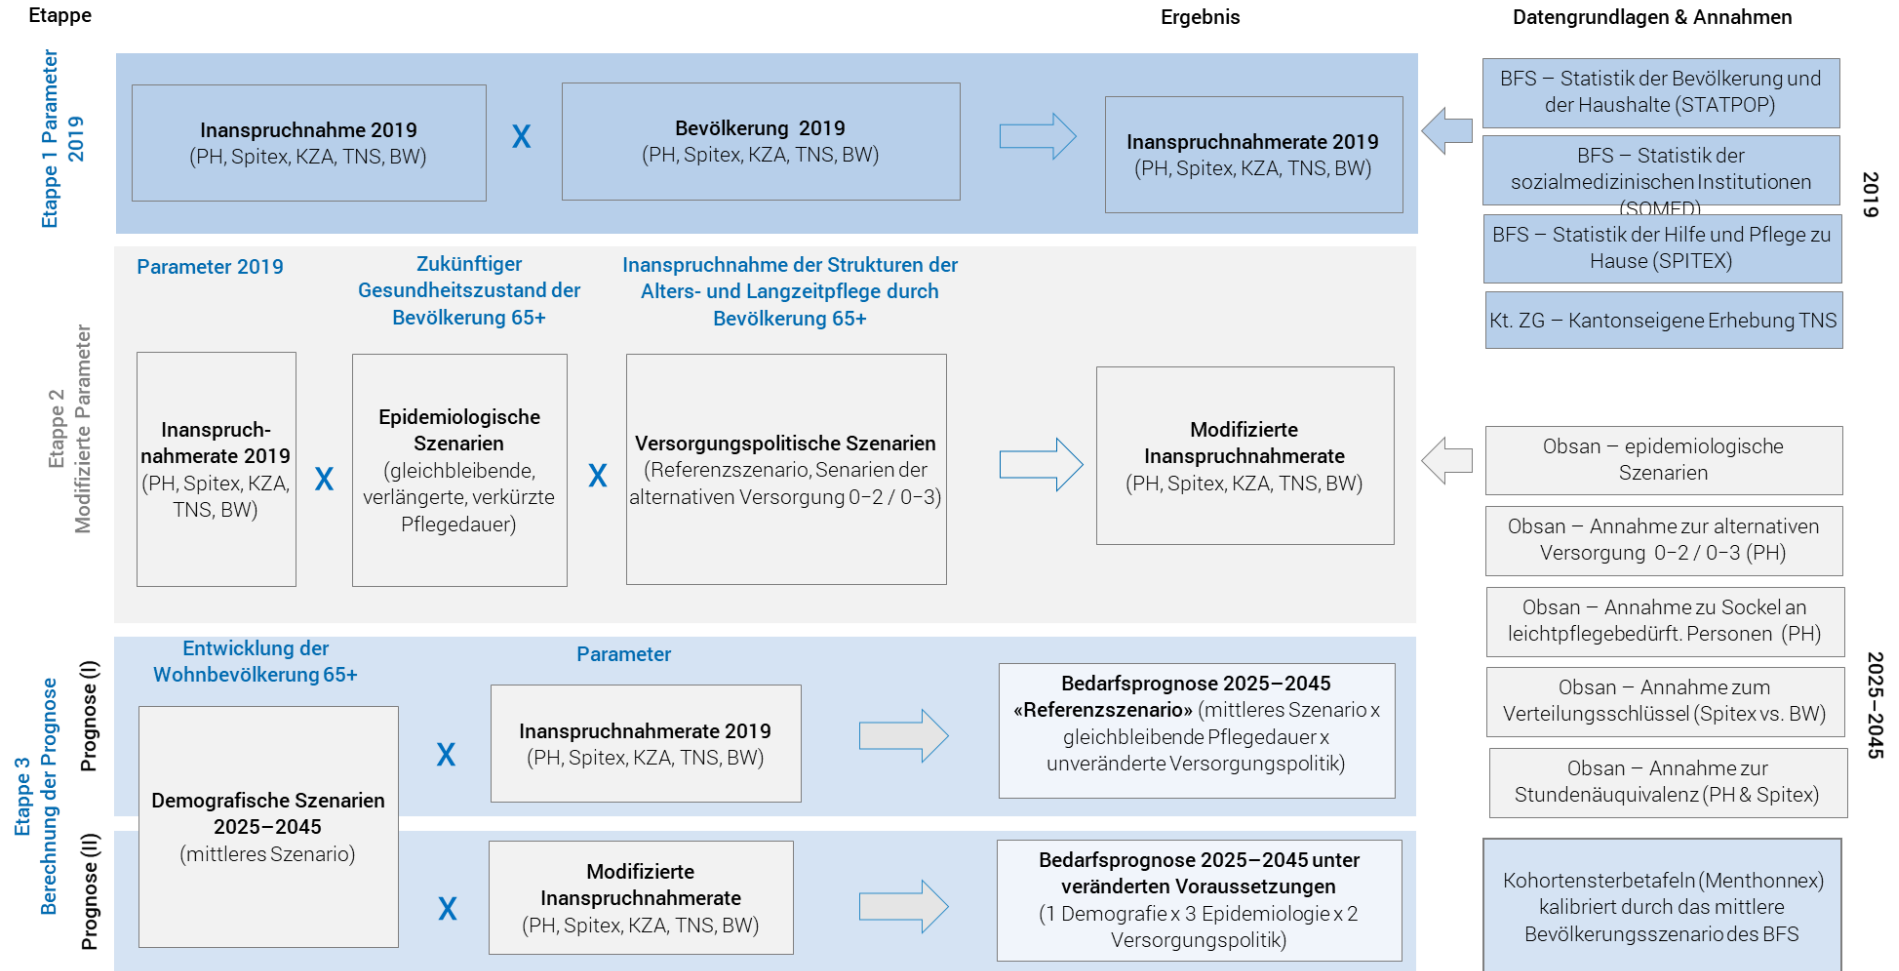 Etappe
Ergebnis
Datengrundlagen & Annahmen
Etappe 1 Parameter
2019
Inanspruchnahme 2019
(PH, Spitex, KZA, TNS, BW)
X
Bevölkerung 2019
(PH, Spitex, KZA, TNS, BW)
Inanspruchnahmerate 2019
(PH, Spitex, KZA, TNS, BW)
BFS – Statistik der Bevölkerung und
der Haushalte (STATPOP)
BFS – Statistik der
sozialmedizinischen Institutionen
(SOMED)
BFS – Statistik der Hilfe und Pflege zu
Hause (SPITEX)
Kt. ZG – Kantonseigene Erhebung TNS
2019
Etappe 2
Modifizierte Parameter
Parameter 2019
Zukünftiger
Gesundheitszustand der
Bevölkerung 65+
Inanspruchnahme der Strukturen der
Alters- und Langzeitpflege durch
Bevölkerung 65+
Inanspruch-
nahmerate 2019
(PH, Spitex, KZA,
TNS, BW)
X
Epidemiologische
Szenarien
(gleichbleibende,
verlängerte, verkürzte
Pflegedauer)
X
Versorgungspolitische Szenarien
(Referenzszenario, Senarien der
alternativen Versorgung 0–2 / 0–3)
Modifizierte
Inanspruchnahmerate
(PH, Spitex, KZA, TNS, BW)
Obsan – epidemiologische
Szenarien
Obsan – Annahme zur alternativen
Versorgung 0–2 / 0–3 (PH)
Obsan – Annahme zu Sockel an
leichtpflegebedürft. Personen (PH)
Obsan – Annahme zum
Verteilungsschlüssel (Spitex vs. BW)
Obsan – Annahme zur
Stundenäuquivalenz (PH & Spitex)
2025–2045
Etappe 3
Berechnung der Prognose
Prognose (I)
Entwicklung der
Wohnbevölkerung 65+
Parameter
Demografische Szenarien
2025–2045
(mittleres Szenario)
X
Inanspruchnahmerate 2019
(PH, Spitex, KZA, TNS, BW)
Bedarfsprognose 2025–2045
«Referenzszenario» (mittleres Szenario x
gleichbleibende Pflegedauer x
unveränderte Versorgungspolitik)
Prognose (II)
X
Modifizierte
Inanspruchnahmerate
(PH, Spitex, KZA, TNS, BW)
Bedarfsprognose 2025–2045 unter
veränderten Voraussetzungen
(1 Demografie x 3 Epidemiologie x 2
Versorgungspolitik)
Kohortensterbetafeln (Menthonnex)
kalibriert durch das mittlere
Bevölkerungsszenario des BFS